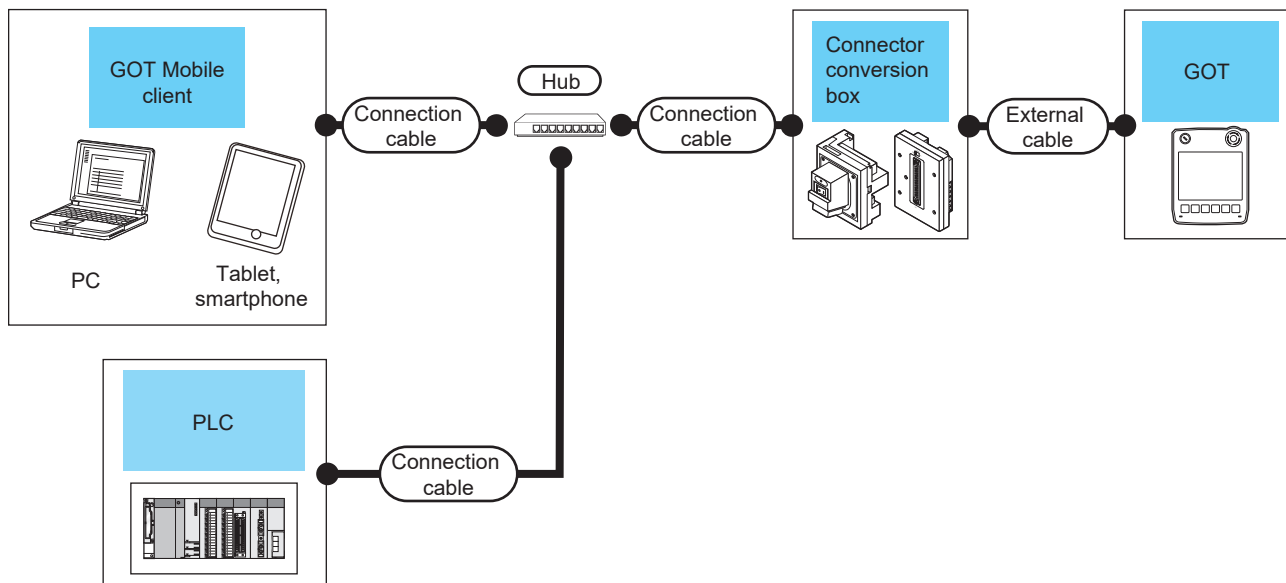 GOT Mobile
client
PC
Tablet,
smartphone
Connection
cable
Hub
Connection
cable
Connector
conversion
box
External
cable
GOT
PLC
Connection
cable